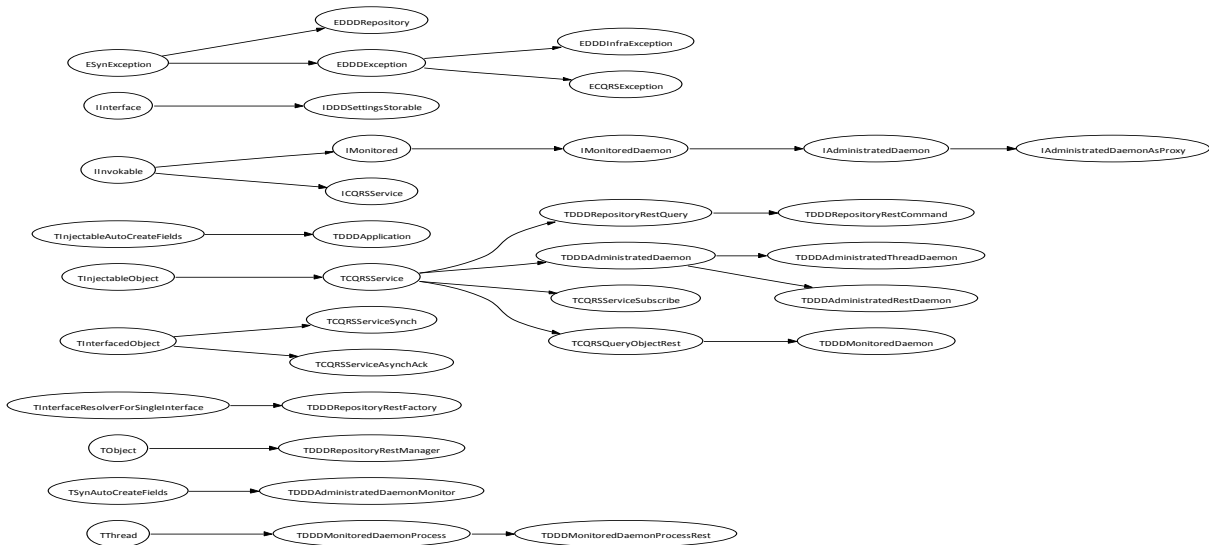 EDDDRepository
ESynException
EDDDException
EDDDInfraException
ECQRSException
IInterface
IDDDSettingsStorable
IInvokable
IMonitored
IMonitoredDaemon
IAdministratedDaemon
IAdministratedDaemonAsProxy
ICQRSService
TInjectableAutoCreateFields
TDDDApplication
TInjectableObject
TCQRSService
TDDDRepositoryRestQuery
TDDDRepositoryRestCommand
TDDDAdministratedDaemon
TDDDAdministratedThreadDaemon
TDDDAdministratedRestDaemon
TCQRSServiceSubscribe
TCQRSQueryObjectRest
TDDDMonitoredDaemon
TInterfacedObject
TCQRSServiceSynch
TCQRSServiceAsynchAck
TInterfaceResolverForSingleInterface
TDDDRepositoryRestFactory
TObject
TDDDRepositoryRestManager
TSynAutoCreateFields
TDDDAdministratedDaemonMonitor
TThread
TDDDMonitoredDaemonProcess
TDDDMonitoredDaemonProcessRest